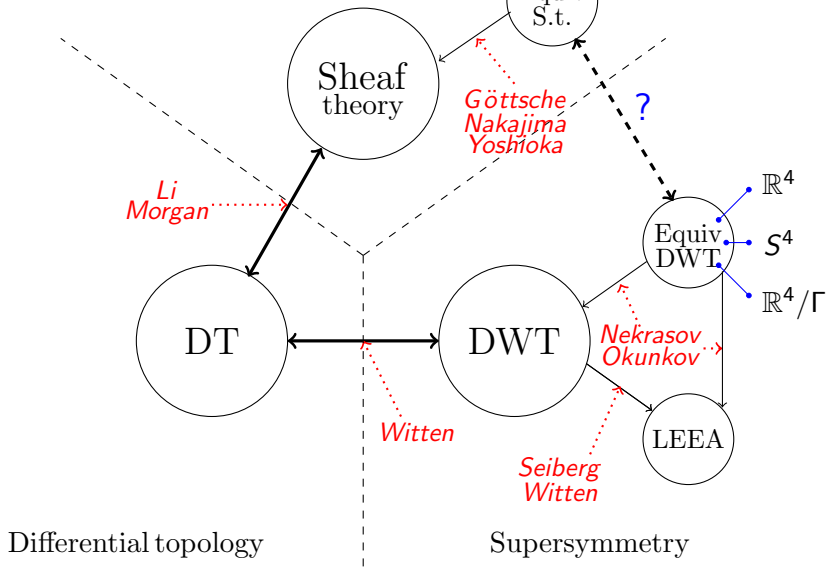 S.t.
Sheaf
theory
Göttsche
Nakajima
Yoshioka
?
Li
Morgan
ℝ⁴
Equiv
DWT
S⁴
ℝ⁴/Γ
DT
DWT
Nekrasov
Okunkov
Witten
LEEA
Seiberg
Witten
Differential topology
Supersymmetry